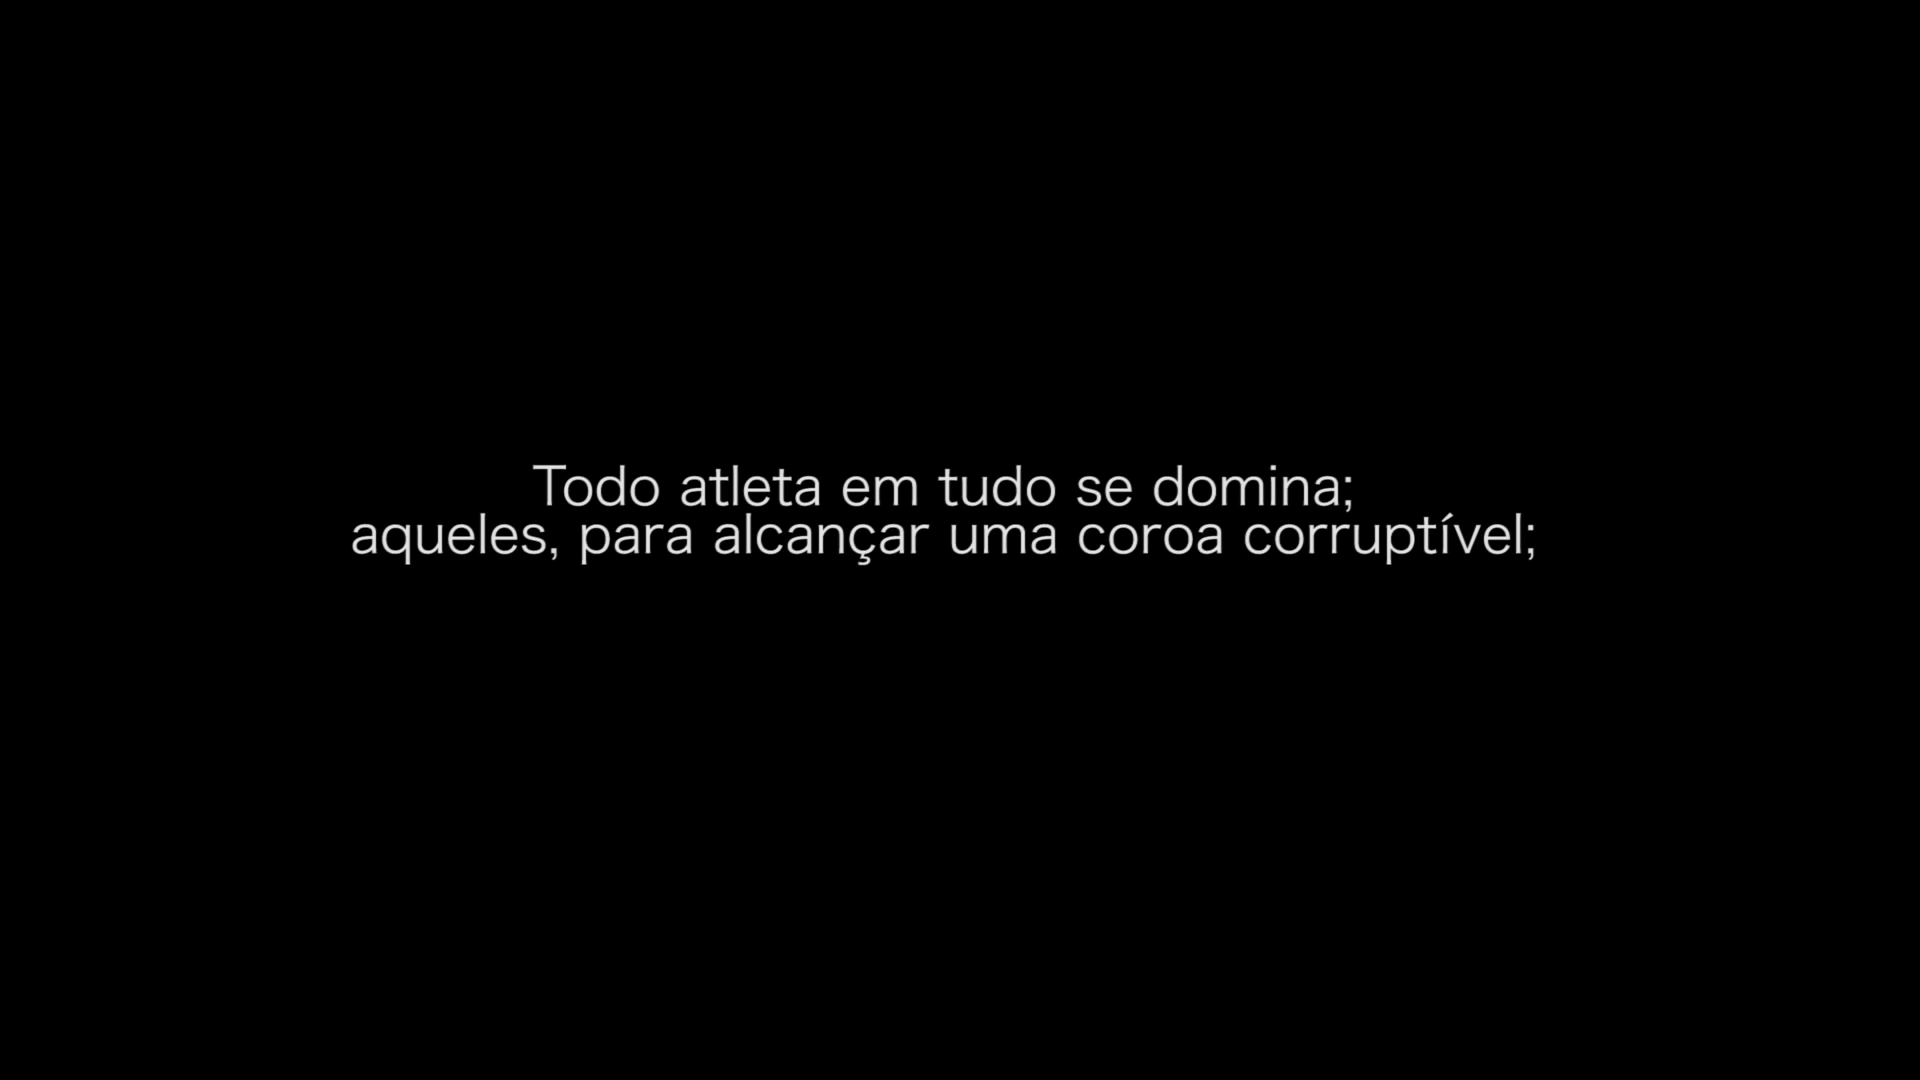 Todo atleta em tudo se domina;
aqueles, para alcançar uma coroa corruptível;